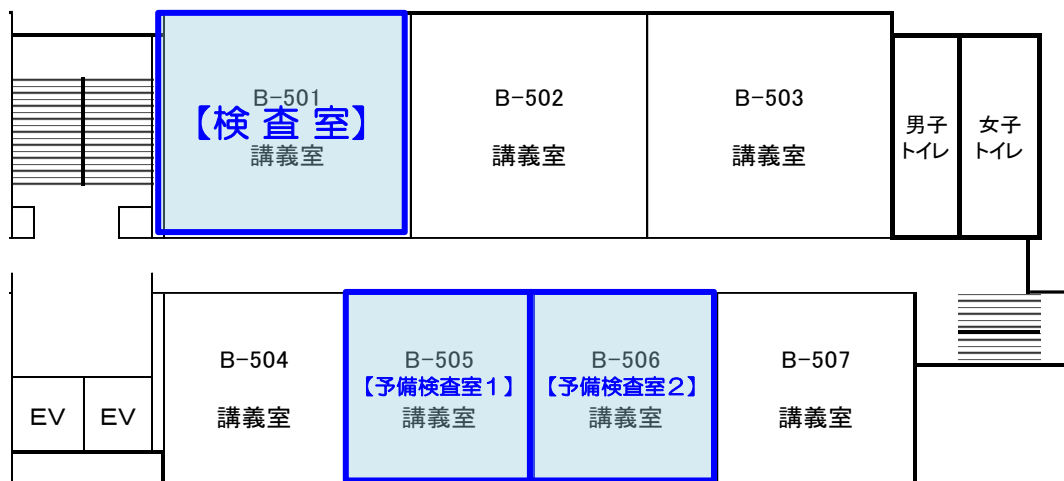 B-501
【検査室】
講義室
B-502
講義室
B-503
講義室
男子
トイレ
女子
トイレ
B-504
講義室
B-505
【予備検査室1】
講義室
B-506
【予備検査室2】
講義室
B-507
講義室
EV
EV